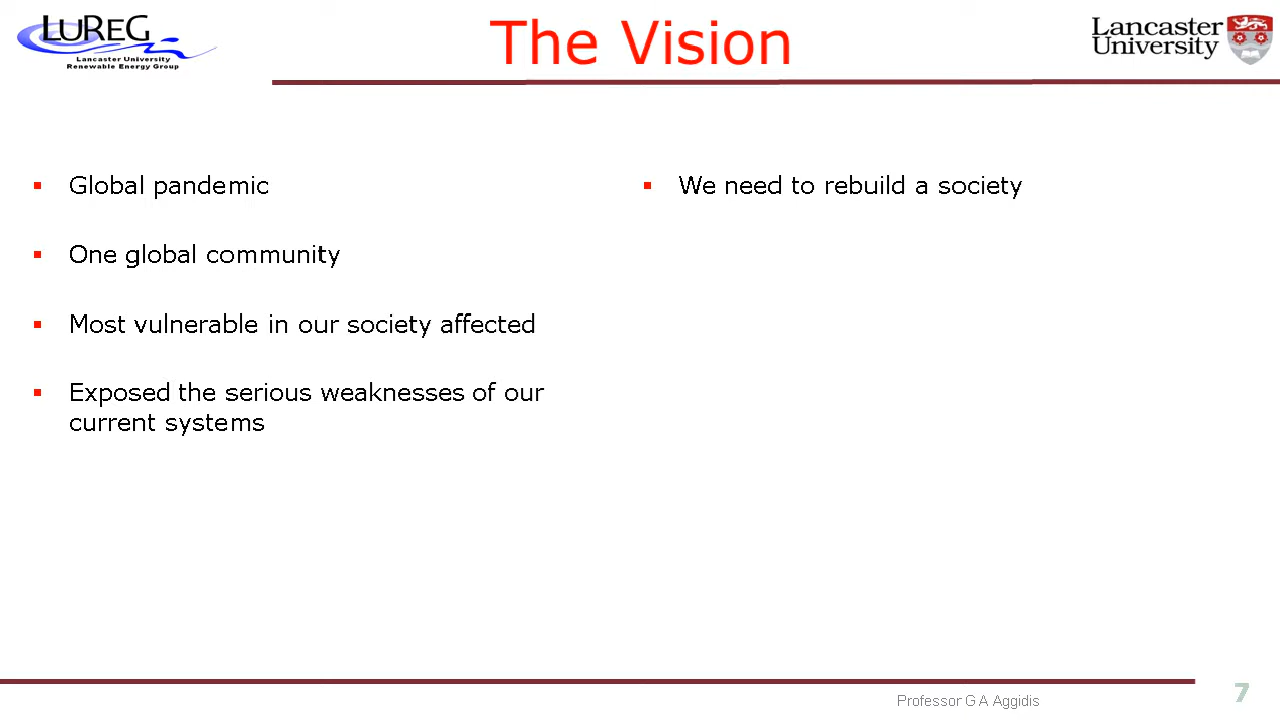 LUREG
Lancaster University
Renewable Energy Group
The Vision
Lancaster
University
▪ Global pandemic
▪ One global community
▪ Most vulnerable in our society affected
▪ Exposed the serious weaknesses of our
current systems
▪ We need to rebuild a society
Professor G A Aggidis
7